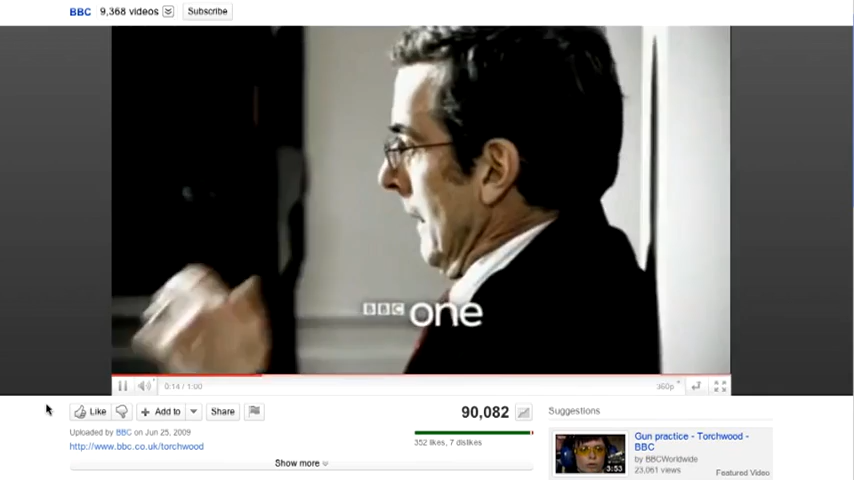 BBC 9,368 videos Subscribe
BBC one
0:14 / 1:00 360p
Like Add to Share 90,082
Suggestions
Uploaded by BBC on Jun 25, 2009
352 likes, 7 dislikes
http://www.bbc.co.uk/torchwood
Show more
Gun practice - Torchwood -
BBC
by BBCWorldwide
23,061 views
Featured Video
3:53